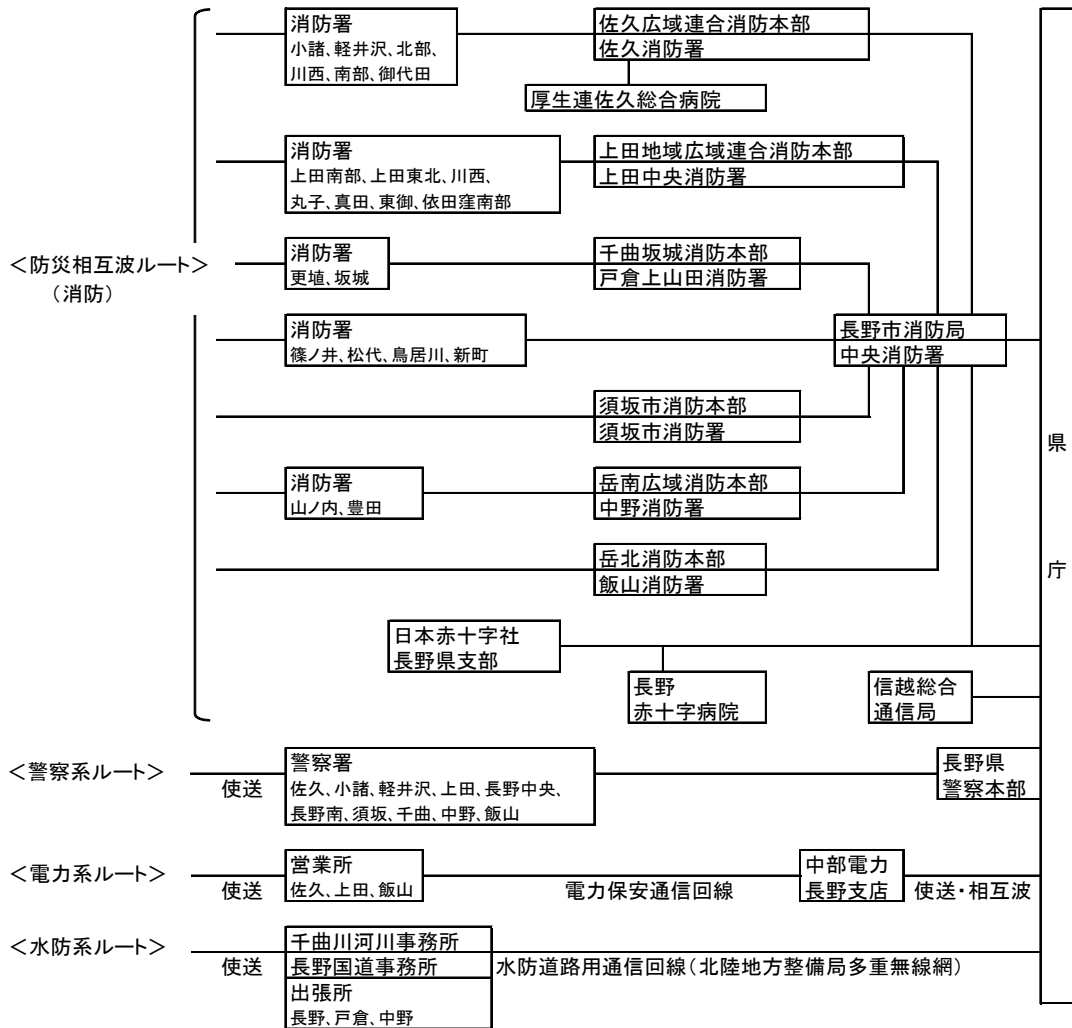 消防署
小諸、軽井沢、北部、
川西、南部、御代田
佐久広域連合消防本部
佐久消防署
厚生連佐久総合病院
消防署
上田南部、上田東北、川西、
丸子、真田、東御、依田窪南部
上田地域広域連合消防本部
上田中央消防署
＜防災相互波ルート＞
（消防）
消防署
更埴、坂城
千曲坂城消防本部
戸倉上山田消防署
消防署
篠ノ井、松代、鳥居川、新町
長野市消防局
中央消防署
須坂市消防本部
須坂市消防署
消防署
山ノ内、豊田
岳南広域消防本部
中野消防署
岳北消防本部
飯山消防署
県
庁
日本赤十字社
長野県支部
長野
赤十字病院
信越総合
通信局
＜警察系ルート＞
使送
警察署
佐久、小諸、軽井沢、上田、長野中央、
長野南、須坂、千曲、中野、飯山
長野県
警察本部
＜電力系ルート＞
使送
営業所
佐久、上田、飯山
電力保安通信回線
中部電力
長野支店
使送・相互波
＜水防系ルート＞
使送
千曲川河川事務所
長野国道事務所
出張所
長野、戸倉、中野
水防道路用通信回線（北陸地方整備局多重無線網）